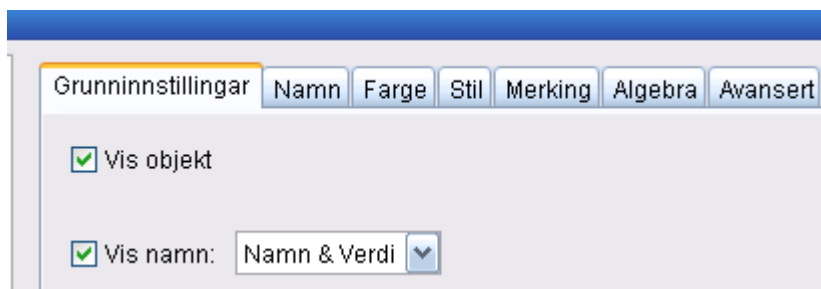 Grunninnstillingar Namn Farge Stil Merking Algebra Avansert
Vis objekt
Vis namn: Namn & Verdi